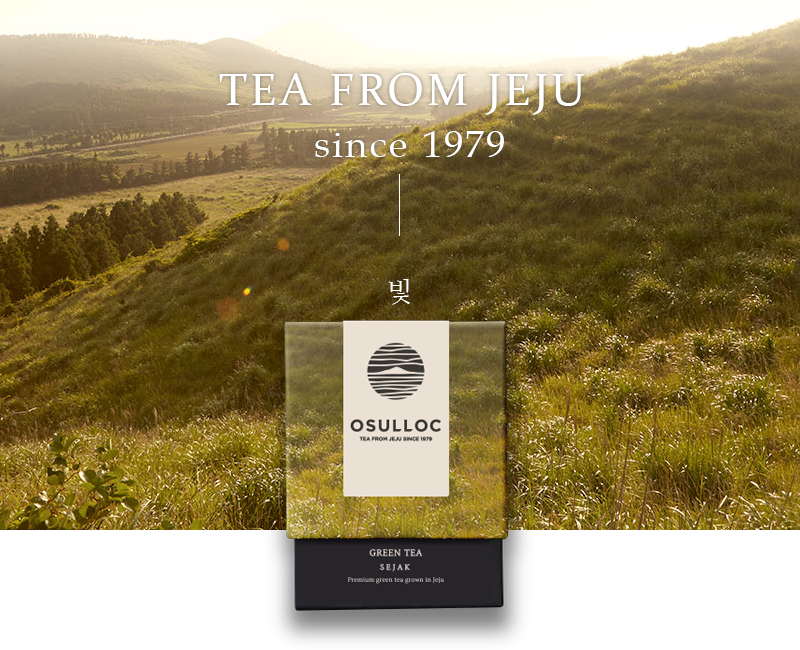 TEA FROM JEJU
since 1979
빛
OSULLOC
TEA FROM JEJU SINCE 1979
GREEN TEA
SEJAK
Premium green tea grown in Jeju